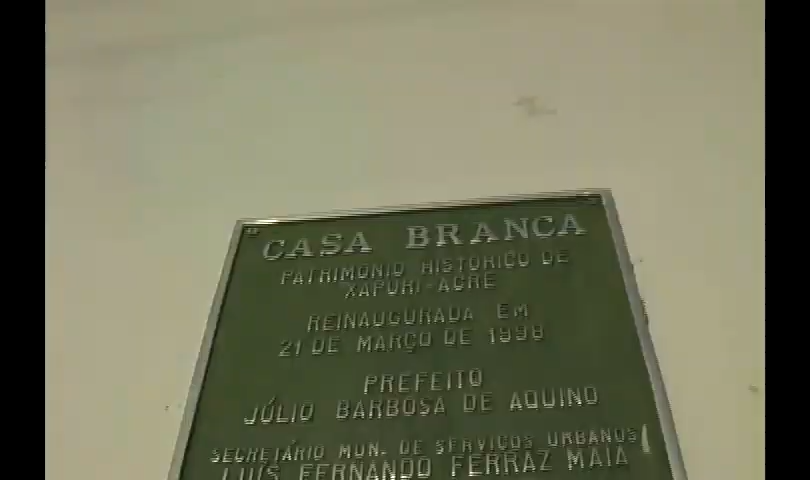 "CASA BRANCA
PATRIMÔNIO HISTÓRICO DE
XAPURI-ACRE
REINAUGURADA EM
21 DE MARÇO DE 1998
PREFEITO
JÚLIO BARBOSA DE AQUINO
SECRETÁRIO MUN. DE SERVIÇOS URBANOS
LUÍS FERNANDO FERRAZ MAIA